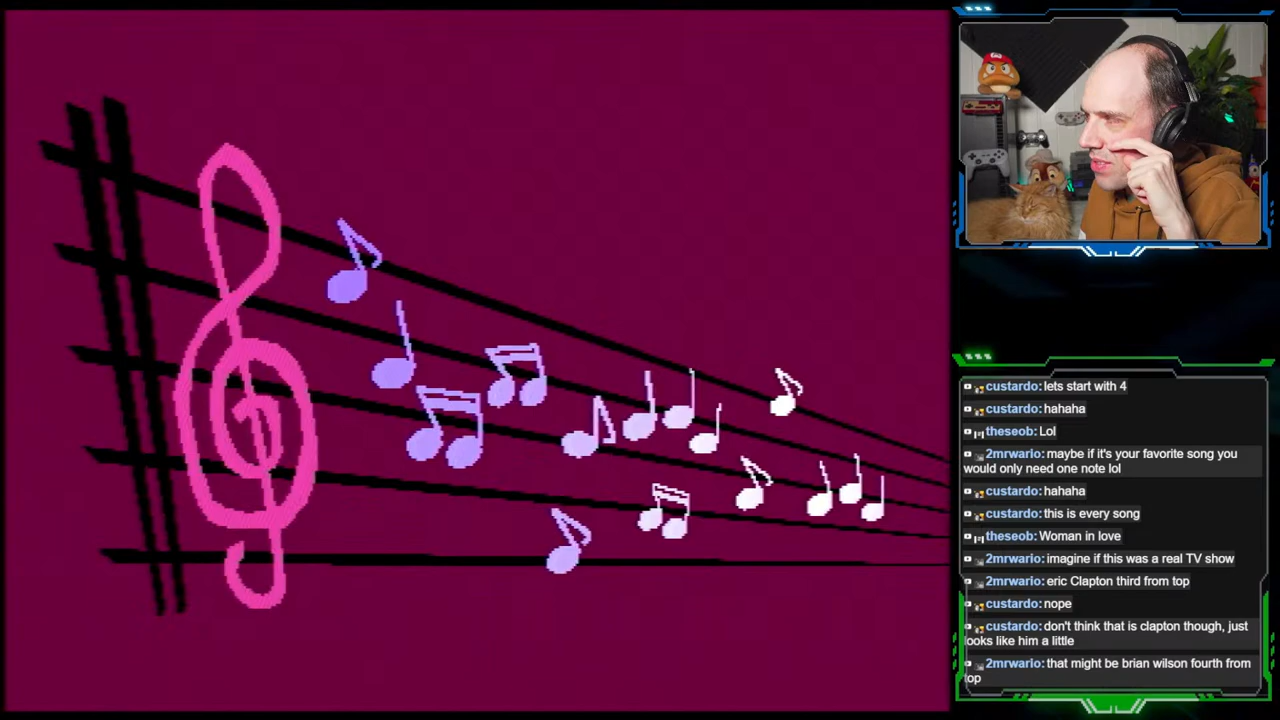 custardo: lets start with 4
custardo: hahaha
theseob: Lol
2mrwario: maybe if it's your favorite song you
would only need one note lol
custardo: hahaha
custardo: this is every song
theseob: Woman in love
2mrwario: imagine if this was a real TV show
2mrwario: eric Clapton third from top
custardo: nope
custardo: don't think that is clapton though, just
looks like him a little
2mrwario: that might be brian wilson fourth from
top